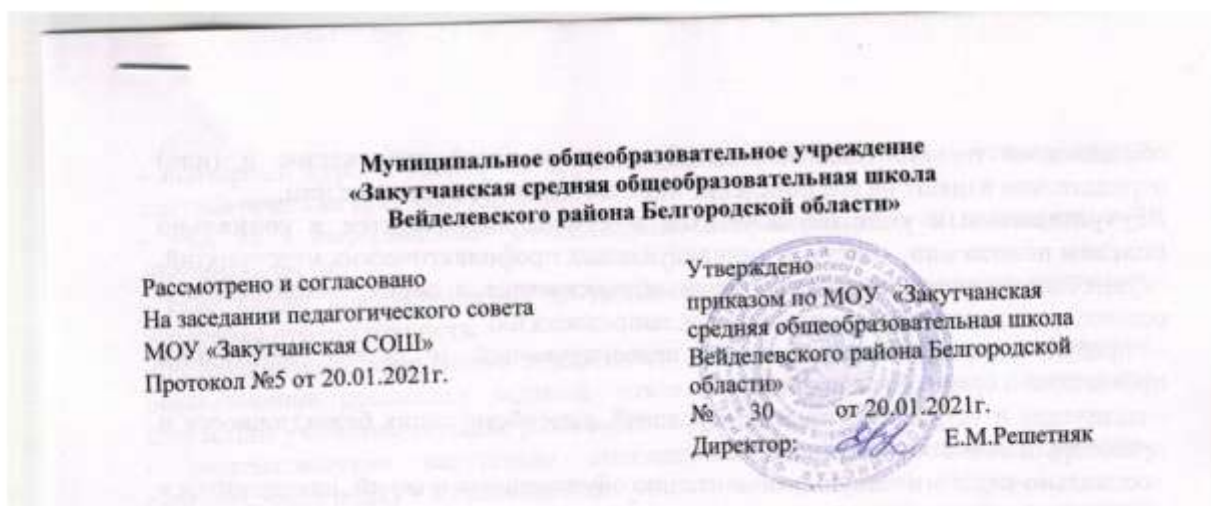 Муниципальное общеобразовательное учреждение
«Закутчанская средняя общеобразовательная школа
Вейделевского района Белгородской области»
Рассмотрено и согласовано
На заседании педагогического совета
МОУ «Закутчанская СОШ»
Протокол №5 от 20.01.2021г.
Утверждено
приказом по МОУ «Закутчанская
средняя общеобразовательная школа
Вейделевского района Белгородской
области»
№ 30 от 20.01.2021г.
Директор: Е.М.Решетняк